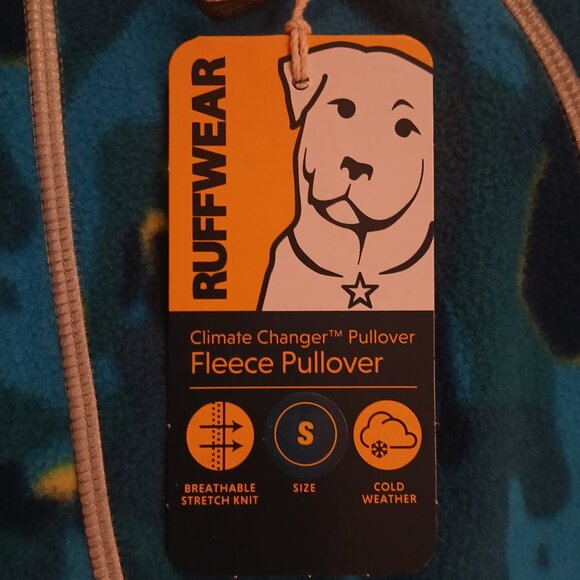 RUFFWEAR
Climate Changer™ Pullover
Fleece Pullover
BREATHABLE
STRETCH KNIT
S
SIZE
COLD
WEATHER